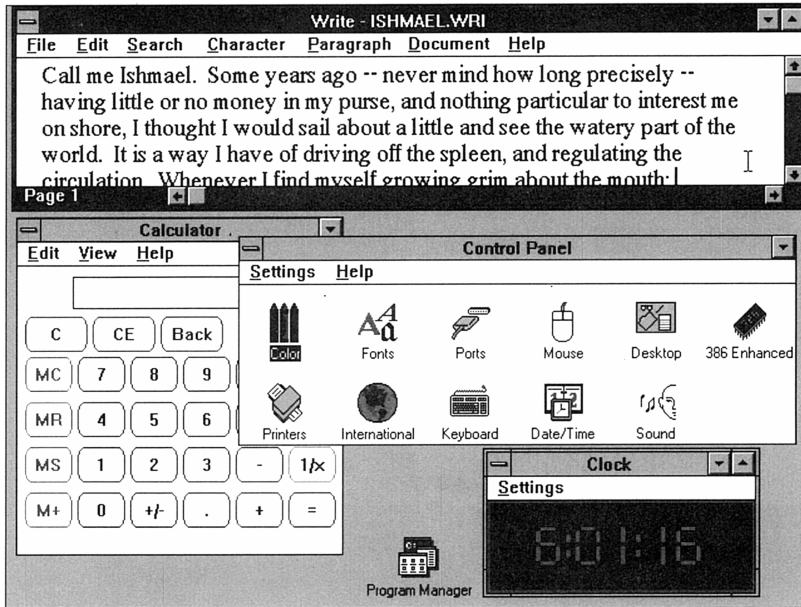 Write - ISHMAEL.WRI
File Edit Search Character Paragraph Document Help
Call me Ishmael. Some years ago -- never mind how long precisely --
having little or no money in my purse, and nothing particular to interest me
on shore, I thought I would sail about a little and see the watery part of the
world. It is a way I have of driving off the spleen, and regulating the
circulation. Whenever I find myself growing grim about the mouth;
Page 1
Calculator
Edit View Help
C CE Back
MC 7 8 9
MR 4 5 6
MS 1 2 3 - 1/x
M+ 0 +/- . + =
Control Panel
Settings Help
Color Fonts Ports Mouse Desktop 386 Enhanced
Printers International Keyboard Date/Time Sound
Clock
Settings
6:01:16
Program Manager